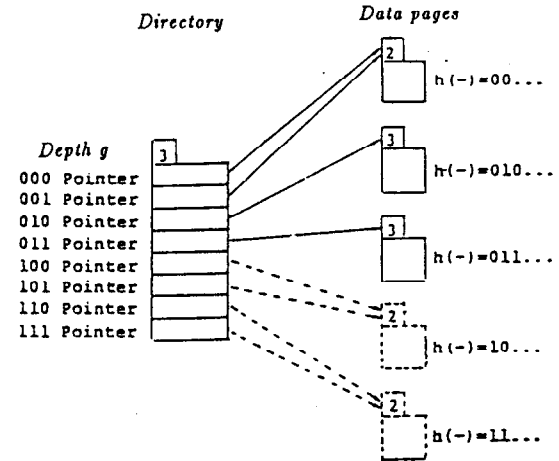 Directory
Data pages
2
h(-)=00...
3
h(-)=010...
3
h(-)=011...
2
h(-)=10...
2
h(-)=11...
Depth g
3
000 Pointer
001 Pointer
010 Pointer
011 Pointer
100 Pointer
101 Pointer
110 Pointer
111 Pointer